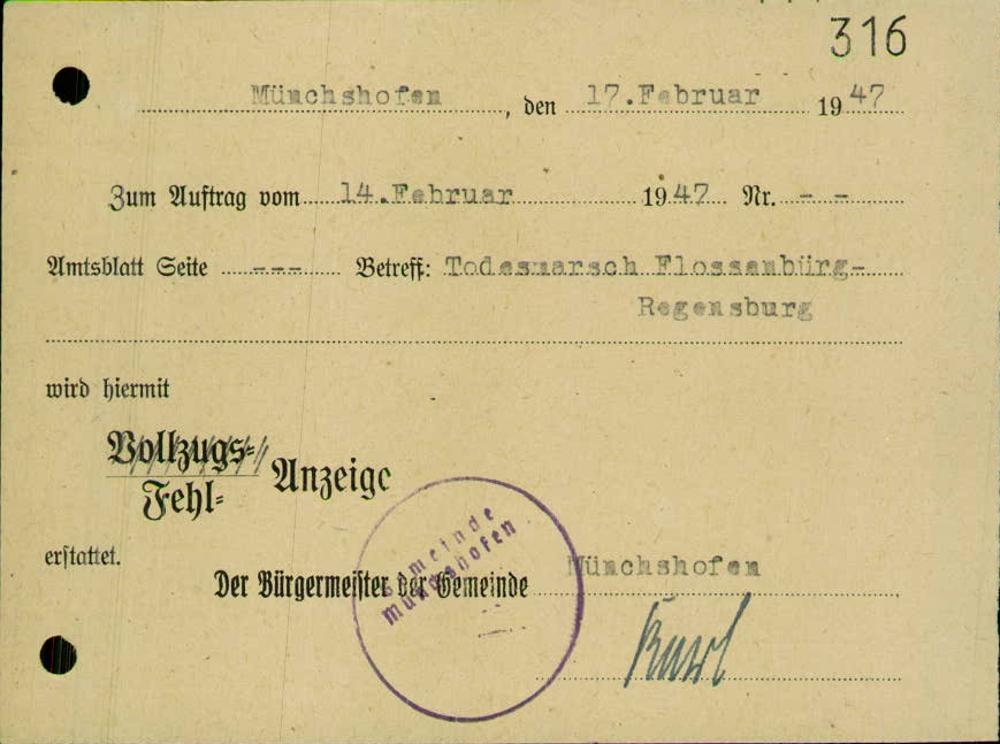 316
Münchshofen, den 17.Februar 1947
Zum Auftrag vom 14.Februar 1947 Nr. - -
Amtsblatt Seite --- Betreff: Todesmarsch Flossenbürg-
Regensburg
wird hiermit
Vollzugs-
Fehl- Anzeige
erstattet.
Gemeinde
Münchshofen
Der Bürgermeister der Gemeinde Münchshofen